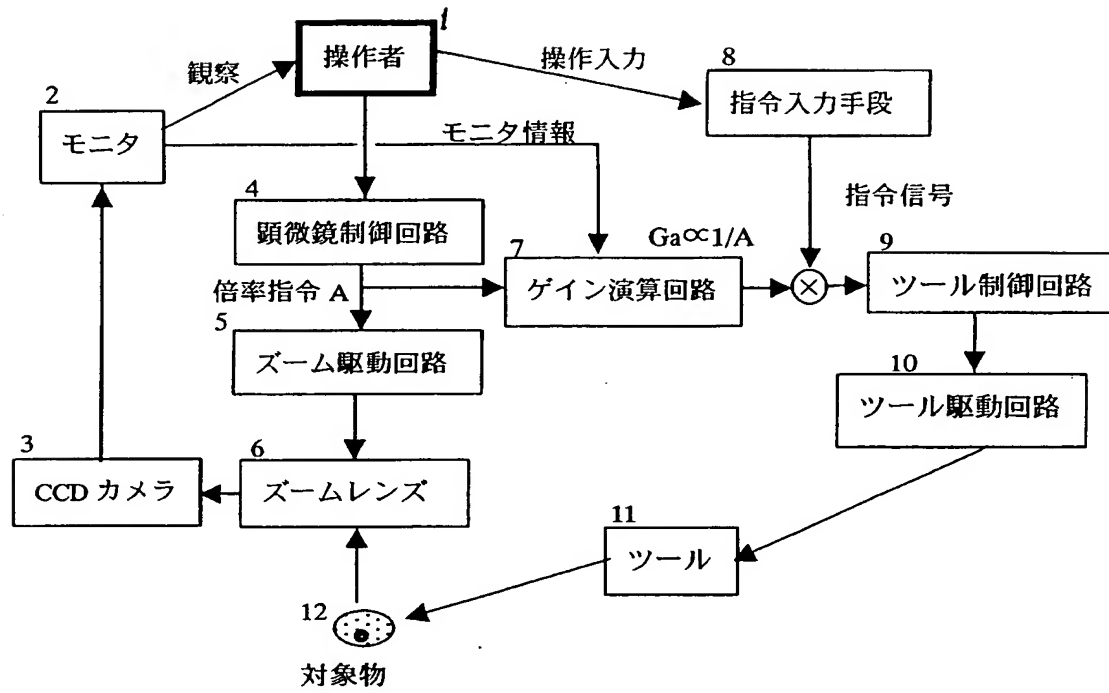 1
操作者
観察
操作入力
8
指令入力手段
2
モニタ
モニタ情報
4
顕微鏡制御回路
指令信号
Ga∝1/A
7
ゲイン演算回路
×
9
ツール制御回路
倍率指令 A
5
ズーム駆動回路
10
ツール駆動回路
3
CCD カメラ
6
ズームレンズ
11
ツール
12
対象物